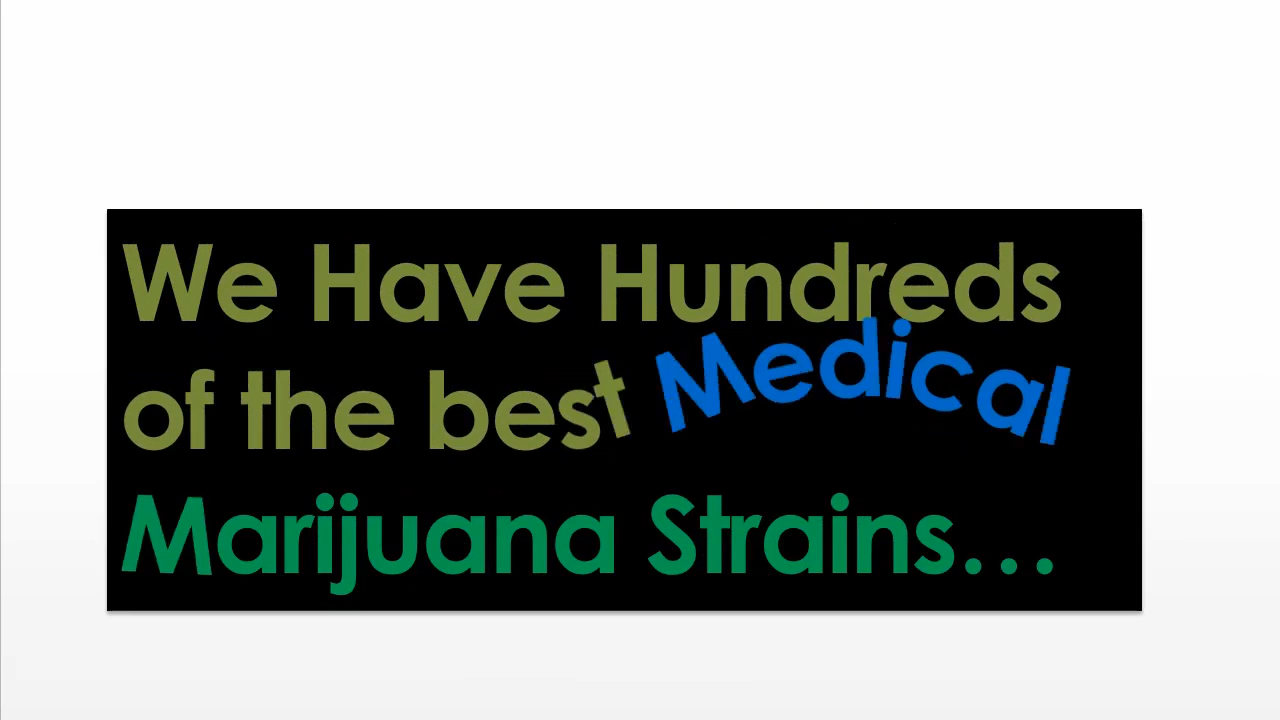 We Have Hundreds
of the best Medical
Marijuana Strains...